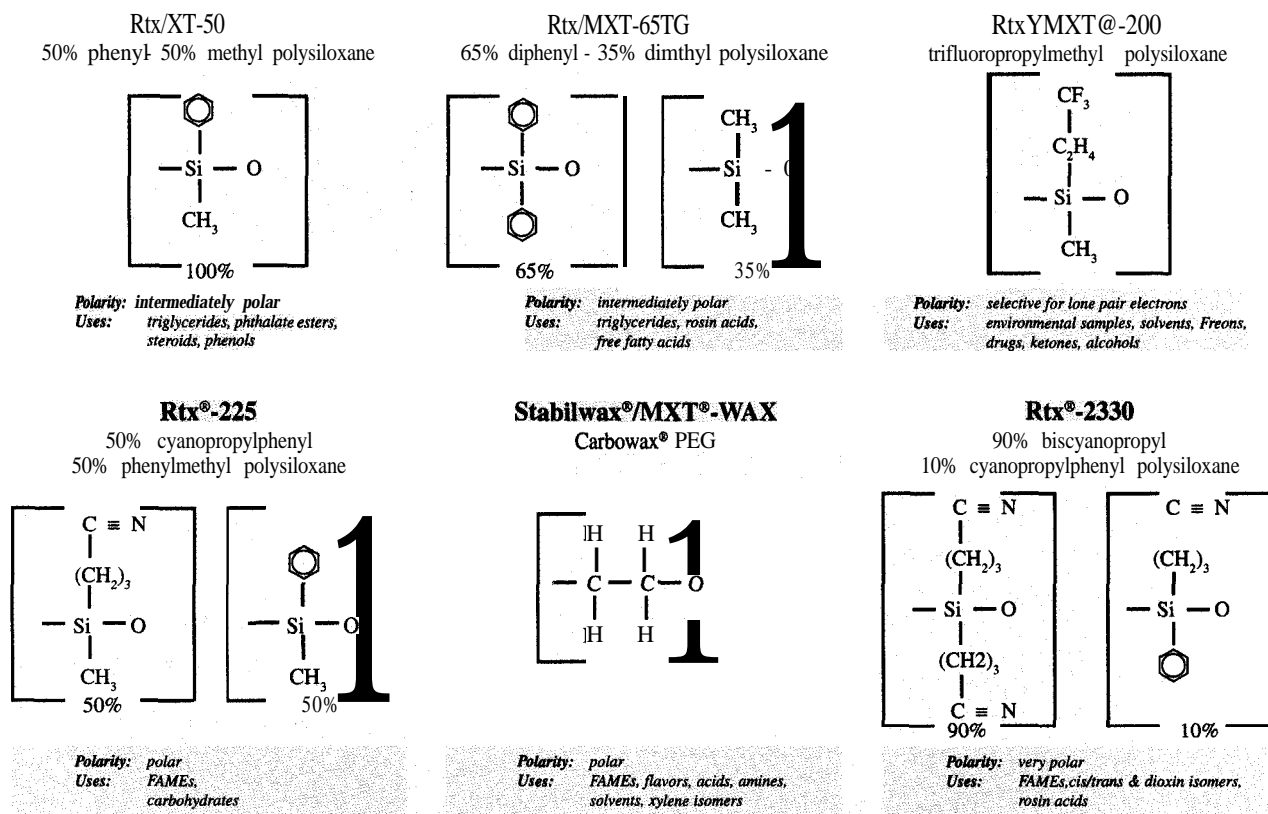 Rtx/XT-50
50% phenyl- 50% methyl polysiloxane
Si — O
CH3
100%
Polarity: intermediately polar
Uses: triglycerides, phthalate esters,
steroids, phenols
Rtx/MXT-65TG
65% diphenyl - 35% dimthyl polysiloxane
Si — O
65%
CH3
Si - 0
CH3
35%
1
Polarity: intermediately polar
Uses: triglycerides, rosin acids,
free fatty acids
RtxYMXT@-200
trifluoropropylmethyl polysiloxane
CF3
C2H4
Si — O
CH3
Polarity: selective for lone pair electrons
Uses: environmental samples, solvents, Freons,
drugs, ketones, alcohols
Rtx®-225
50% cyanopropylphenyl
50% phenylmethyl polysiloxane
C ≡ N
(CH2)3
Si — O
CH3
50%
Si — O
CH3
50%
1
Polarity: polar
Uses: FAMEs,
carbohydrates
Stabilwax®/MXT®-WAX
Carbowax® PEG
H H
C — C — O
H H
1
Polarity: polar
Uses: FAMEs, flavors, acids, amines,
solvents, xylene isomers
Rtx®-2330
90% biscyanopropyl
10% cyanopropylphenyl polysiloxane
C ≡ N
(CH2)3
Si — O
(CH2)3
C ≡ N
90%
C ≡ N
(CH2)3
Si — O
10%
Polarity: very polar
Uses: FAMEs,cis/trans & dioxin isomers,
rosin acids